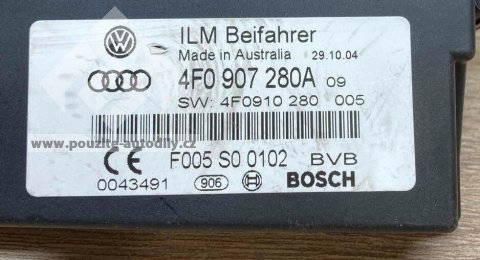 ILM Beifahrer
Made in Australia 29.10.04
4F0 907 280A 09
SW: 4F0910 280 005
www.pouzite-autodily.cz
CE F005 S0 0102 BVB
0043491 906 BOSCH